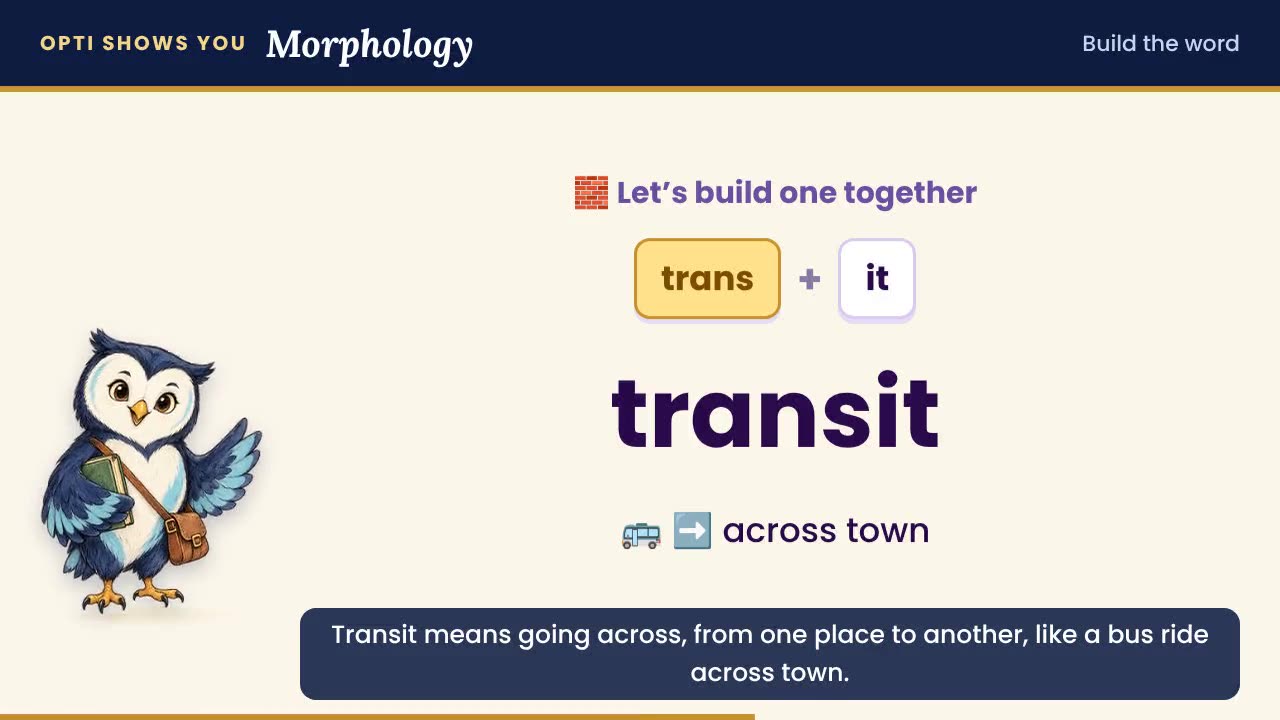 OPTI SHOWS YOU Morphology
Build the word
Let’s build one together
trans + it
transit
across town
Transit means going across, from one place to another, like a bus ride
across town.